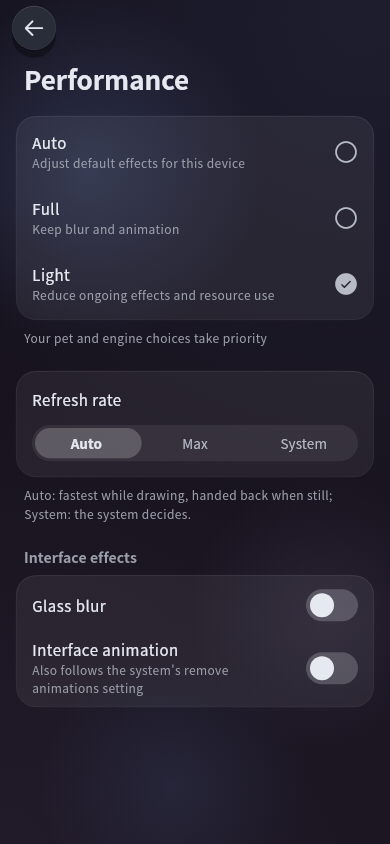 Performance
Auto
Adjust default effects for this device
Full
Keep blur and animation
Light
Reduce ongoing effects and resource use
Your pet and engine choices take priority
Refresh rate
Auto Max System
Auto: fastest while drawing, handed back when still;
System: the system decides.
Interface effects
Glass blur
Interface animation
Also follows the system's remove
animations setting